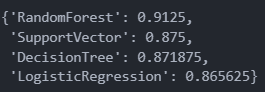 {'RandomForest': 0.9125,
'SupportVector': 0.875,
'DecisionTree': 0.871875,
'LogisticRegression': 0.865625}